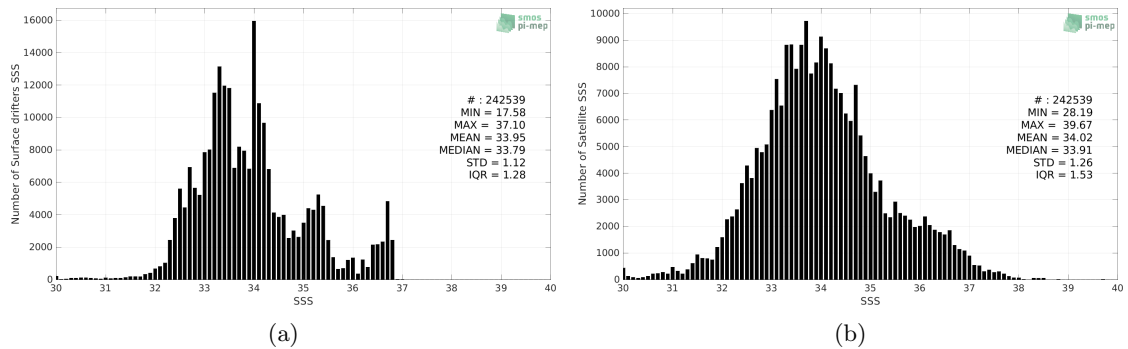 smos
pi-mep
Number of Surface drifters SSS
16000
14000
12000
10000
8000
6000
4000
2000
0
# : 242539
MIN = 17.58
MAX = 37.10
MEAN = 33.95
MEDIAN = 33.79
STD = 1.12
IQR = 1.28
30 31 32 33 34 35 36 37 38 39 40
SSS
(a)
smos
pi-mep
Number of Satellite SSS
10000
9000
8000
7000
6000
5000
4000
3000
2000
1000
0
# : 242539
MIN = 28.19
MAX = 39.67
MEAN = 34.02
MEDIAN = 33.91
STD = 1.26
IQR = 1.53
30 31 32 33 34 35 36 37 38 39 40
SSS
(b)